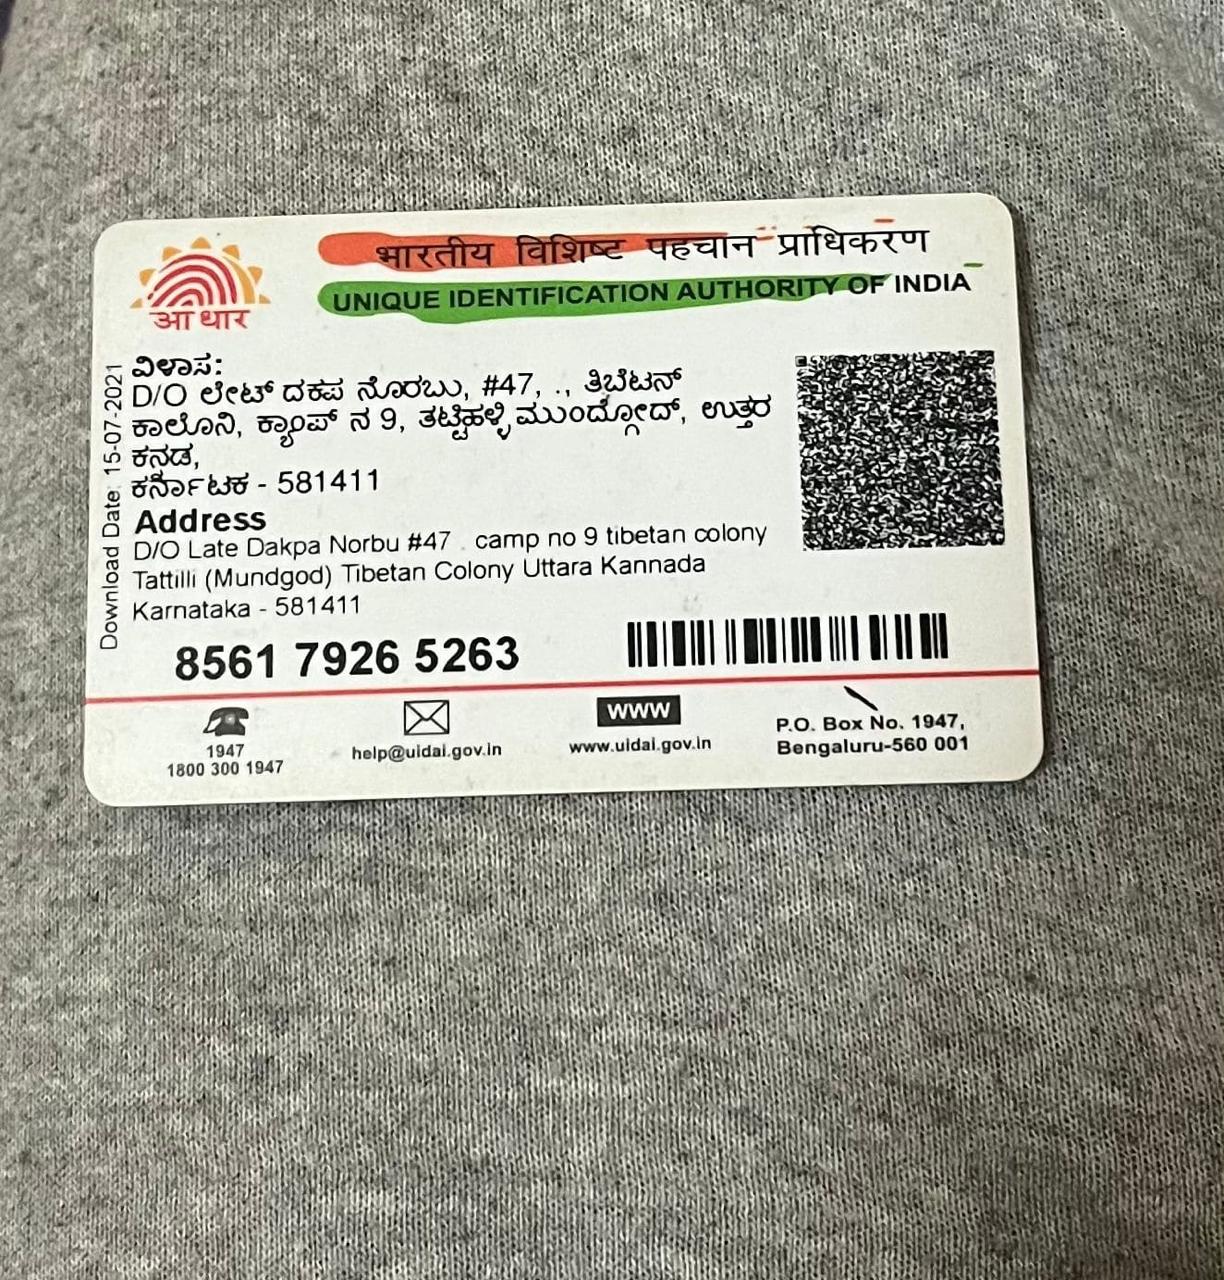 भारतीय विशिष्ट पहचान प्राधिकरण
UNIQUE IDENTIFICATION AUTHORITY OF INDIA
आधार
Download Date: 15-07-2021
ವಿಳಾಸ:
D/O ಲೇಟ್ ದಕಪ ನೊರಬು, #47, ., ತಿಬೆಟನ್
ಕಾಲೊನಿ, ಕ್ಯಾಂಪ್ ನ 9, ತಟ್ಟಿಹಳ್ಳಿ ಮುಂದ್ಗೋದ್, ಉತ್ತರ
ಕನಡ,
ಕರ್ನಾಟಕ - 581411
Address
D/O Late Dakpa Norbu #47 . camp no 9 tibetan colony
Tattilli (Mundgod) Tibetan Colony Uttara Kannada
Karnataka - 581411
8561 7926 5263
1947
1800 300 1947
help@uidai.gov.in
www
www.uidai.gov.in
P.O. Box No. 1947,
Bengaluru-560 001